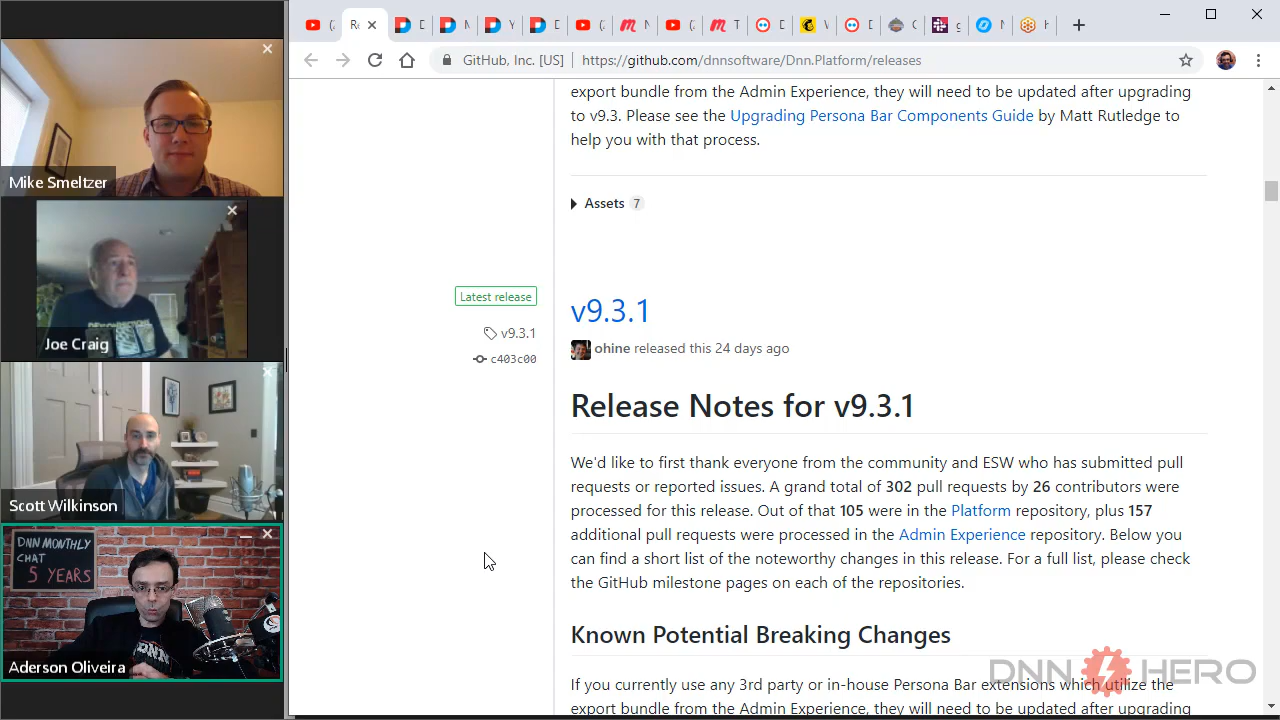 Mike Smeltzer
Joe Craig
Scott Wilkinson
DNN MONTHLY
CHAT
5 YEARS
Aderson Oliveira
GitHub, Inc. [US]
https://github.com/dnnsoftware/Dnn.Platform/releases
export bundle from the Admin Experience, they will need to be updated after upgrading
to v9.3. Please see the Upgrading Persona Bar Components Guide by Matt Rutledge to
help you with that process.
Assets 7
Latest release
v9.3.1
c403c00
v9.3.1
ohine released this 24 days ago
Release Notes for v9.3.1
We'd like to first thank everyone from the community and ESW who has submitted pull
requests or reported issues. A grand total of 302 pull requests by 26 contributors were
processed for this release. Out of that 105 were in the Platform repository, plus 157
additional pull requests were processed in the Admin Experience repository. Below you
can find a short list of the noteworthy changes in this release. For a full list, please check
the GitHub milestone pages on each of the repositories.
Known Potential Breaking Changes
If you currently use any 3rd party or in-house Persona Bar extensions which utilize the
export bundle from the Admin Experience, they will need to be updated after upgrading
DNN HERO